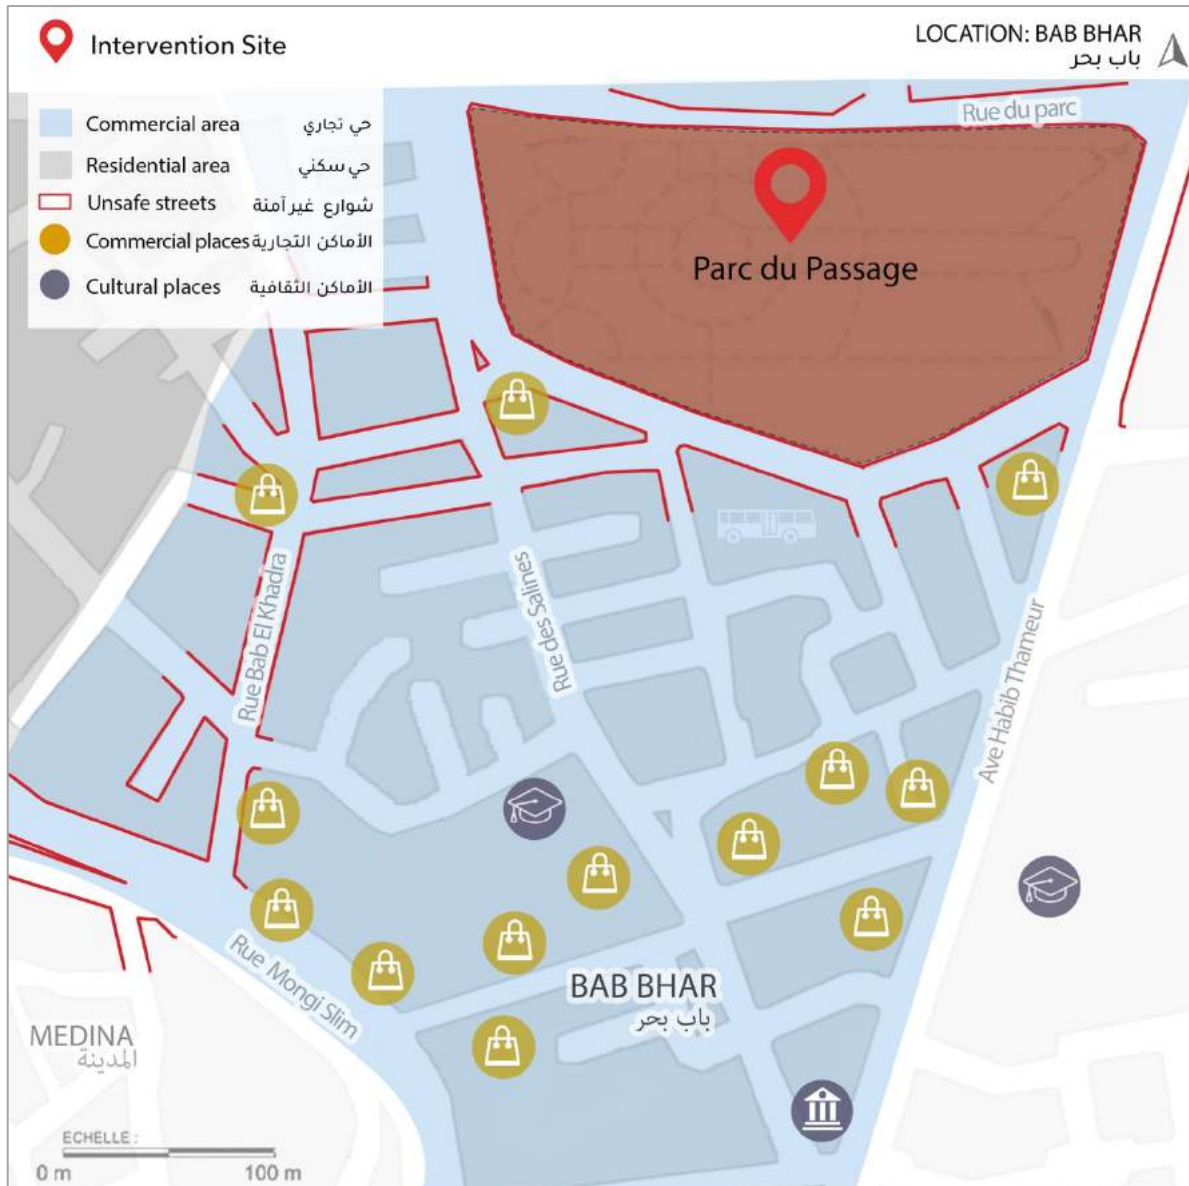 Intervention Site
LOCATION: BAB BHAR
باب بحر
Commercial area حي تجاري
Residential area حي سكني
Unsafe streets شوارع غير آمنة
Commercial places الأماكن التجارية
Cultural places الأماكن الثقافية
Rue du parc
Parc du Passage
Rue Bab El Khadra
Rue des Salines
Ave Habib Thameur
Rue Mongi Slim
BAB BHAR
باب بحر
MEDINA
المدينة
ECHELLE :
0 m 100 m